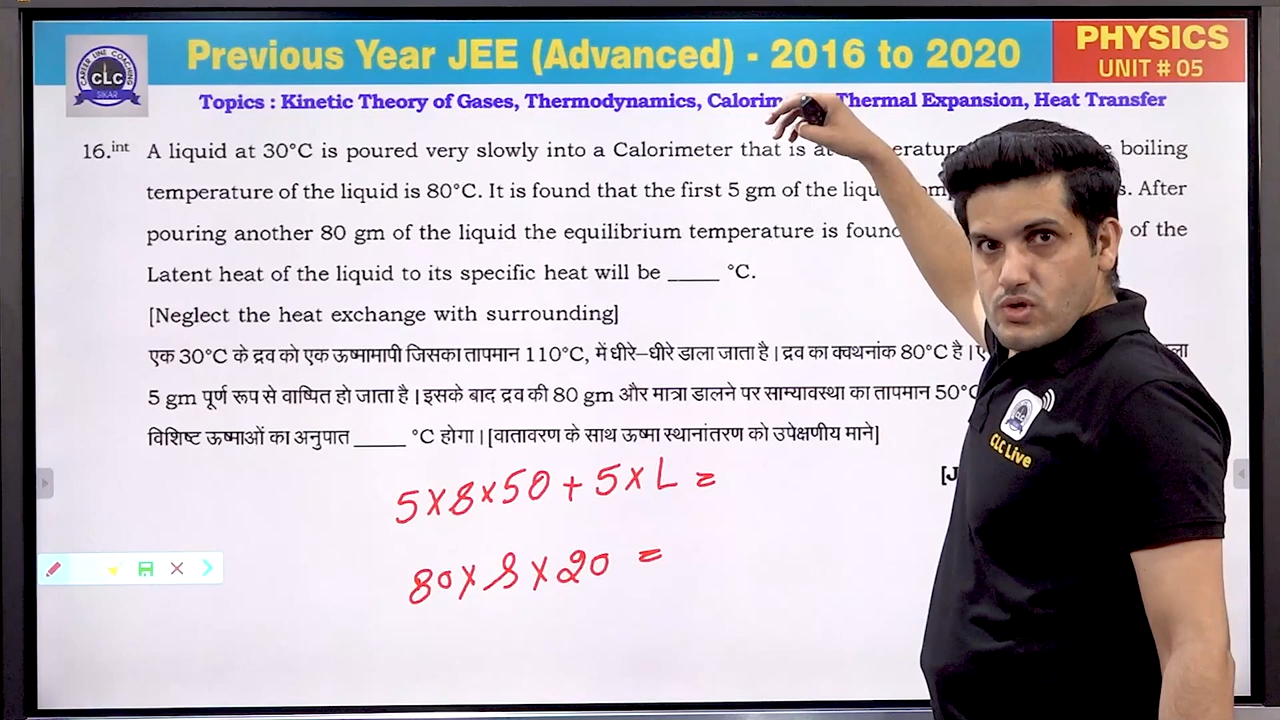 Previous Year JEE (Advanced) - 2016 to 2020
PHYSICS
UNIT # 05
CAREER LINE COACHING
CLC
SIKAR
Topics : Kinetic Theory of Gases, Thermodynamics, Calorim Thermal Expansion, Heat Transfer
16.int A liquid at 30°C is poured very slowly into a Calorimeter that is at erature boiling
temperature of the liquid is 80°C. It is found that the first 5 gm of the liqu s. After
pouring another 80 gm of the liquid the equilibrium temperature is found of the
Latent heat of the liquid to its specific heat will be _____ °C.
[Neglect the heat exchange with surrounding]
एक 30°C के द्रव को एक ऊष्मामापी जिसका तापमान 110°C, में धीरे–धीरे डाला जाता है। द्रव का क्वथनांक 80°C है। ला
5 gm पूर्ण रूप से वाष्पित हो जाता है। इसके बाद द्रव की 80 gm और मात्रा डालने पर साम्यावस्था का तापमान 50°C
विशिष्ट ऊष्माओं का अनुपात _____ °C होगा। [वातावरण के साथ ऊष्मा स्थानांतरण को उपेक्षणीय माने]
[J
5×s×50 + 5×L =
80×s×20 =
CLC Live